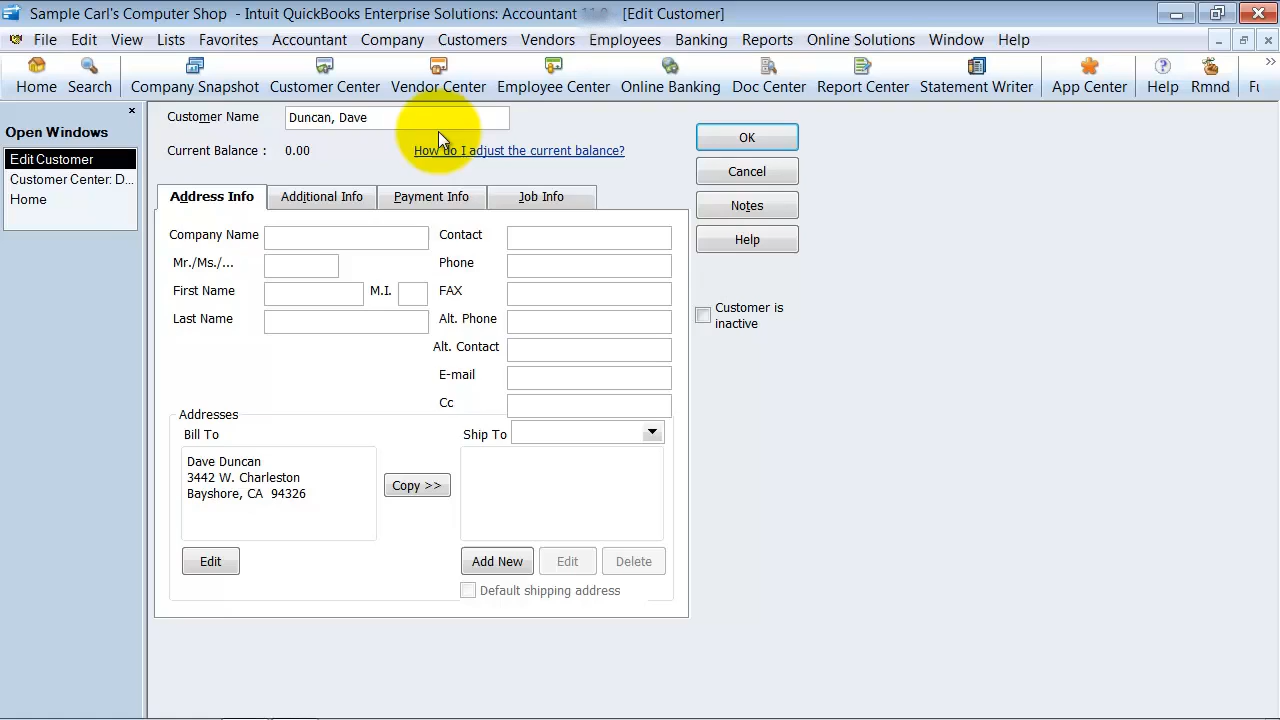 Sample Carl's Computer Shop - Intuit QuickBooks Enterprise Solutions: Accountant 11.0 - [Edit Customer]
File Edit View Lists Favorites Accountant Company Customers Vendors Employees Banking Reports Online Solutions Window Help
Home Search Company Snapshot Customer Center Vendor Center Employee Center Online Banking Doc Center Report Center Statement Writer App Center Help Rmnd Fu
Open Windows
Edit Customer
Customer Center: D...
Home
Customer Name Duncan, Dave
Current Balance : 0.00 How do I adjust the current balance?
Address Info Additional Info Payment Info Job Info
Company Name Contact
Mr./Ms./... Phone
First Name M.I. FAX
Last Name Alt. Phone
Alt. Contact
E-mail
Cc
Addresses
Bill To Ship To
Dave Duncan
3442 W. Charleston
Bayshore, CA 94326
Copy >>
Edit Add New Edit Delete
Default shipping address
OK
Cancel
Notes
Help
Customer is
inactive